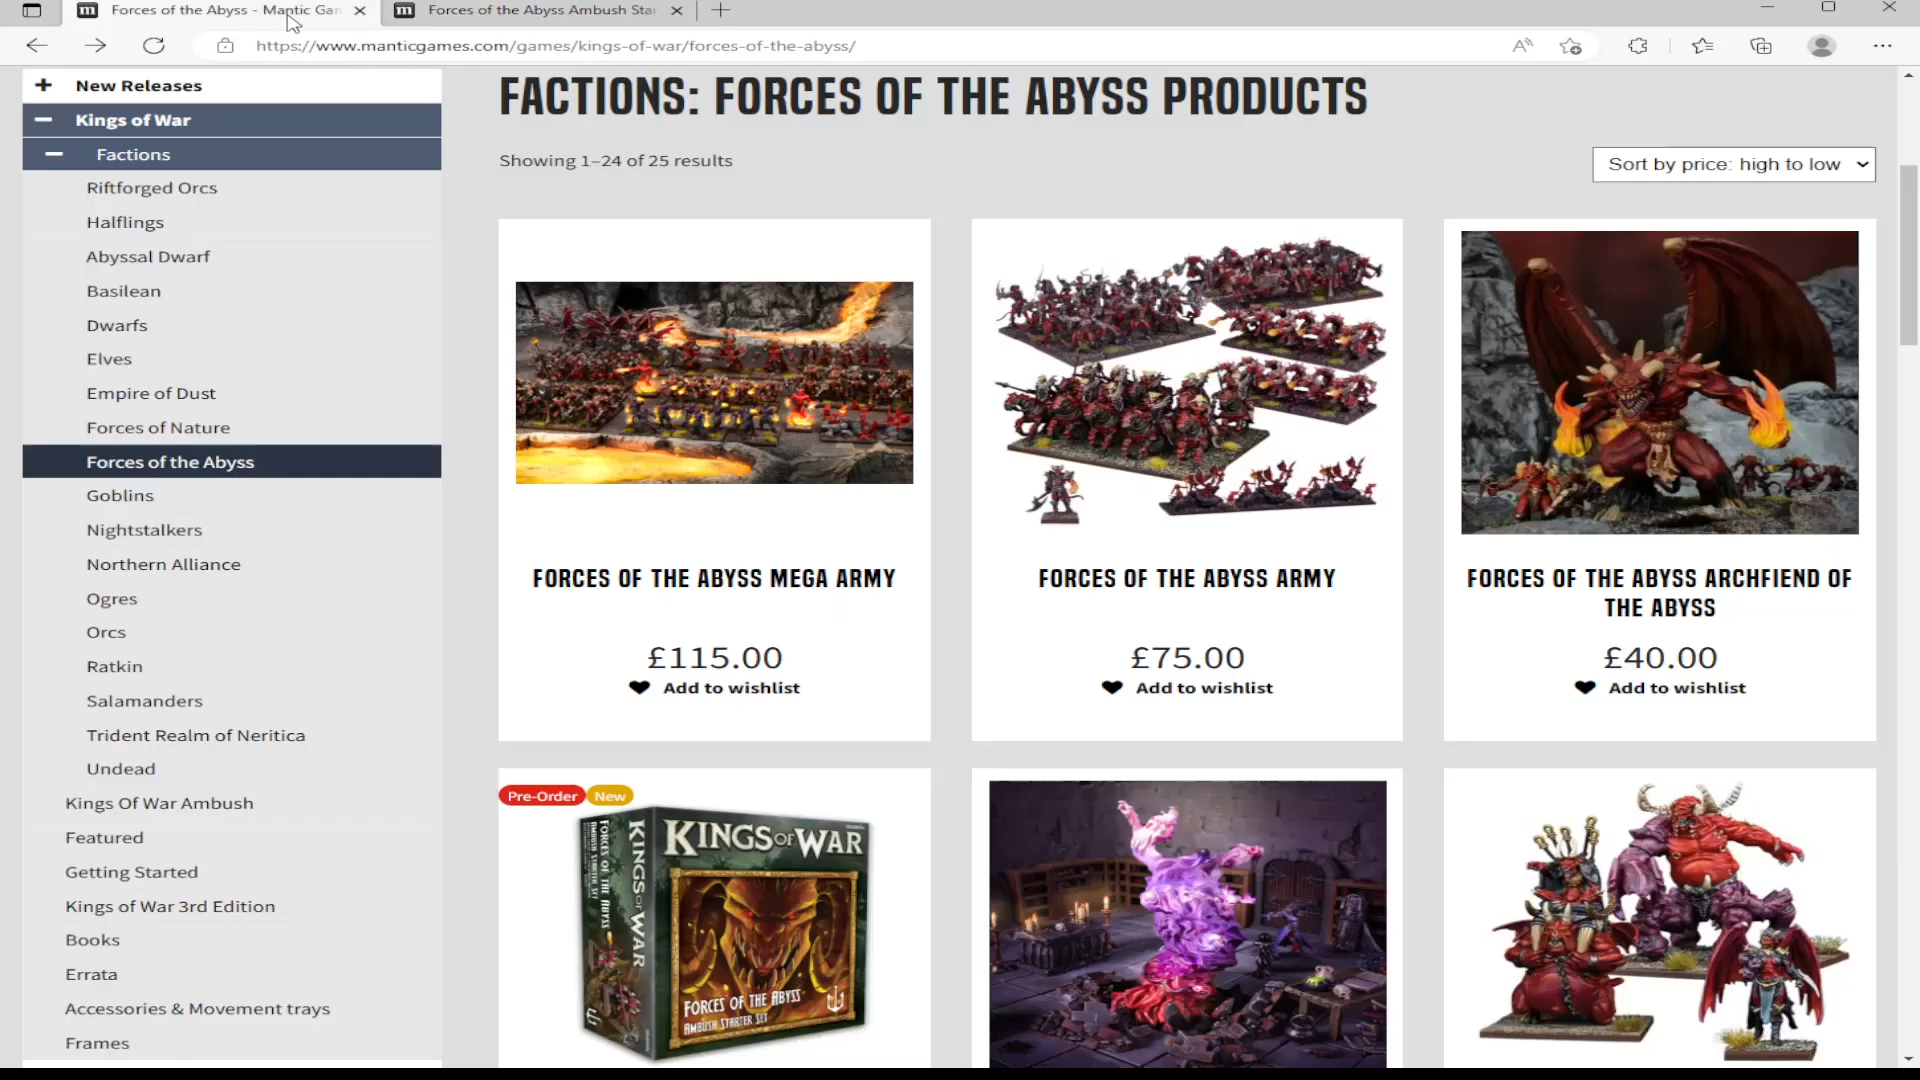 Forces of the Abyss - Mantic Gam
Forces of the Abyss Ambush Star
https://www.manticgames.com/games/kings-of-war/forces-of-the-abyss/
New Releases
Kings of War
Factions
Riftforged Orcs
Halflings
Abyssal Dwarf
Basilean
Dwarfs
Elves
Empire of Dust
Forces of Nature
Forces of the Abyss
Goblins
Nightstalkers
Northern Alliance
Ogres
Orcs
Ratkin
Salamanders
Trident Realm of Neritica
Undead
Kings Of War Ambush
Featured
Getting Started
Kings of War 3rd Edition
Books
Errata
Accessories & Movement trays
Frames
FACTIONS: FORCES OF THE ABYSS PRODUCTS
Showing 1–24 of 25 results
Sort by price: high to low
FORCES OF THE ABYSS MEGA ARMY
£115.00
Add to wishlist
FORCES OF THE ABYSS ARMY
£75.00
Add to wishlist
FORCES OF THE ABYSS ARCHFIEND OF
THE ABYSS
£40.00
Add to wishlist
Pre-Order New
KINGS OF WAR
FORCES OF THE ABYSS
AMBUSH STARTER SET
KINGS OF WAR
FORCES OF THE ABYSS
AMBUSH STARTER SET